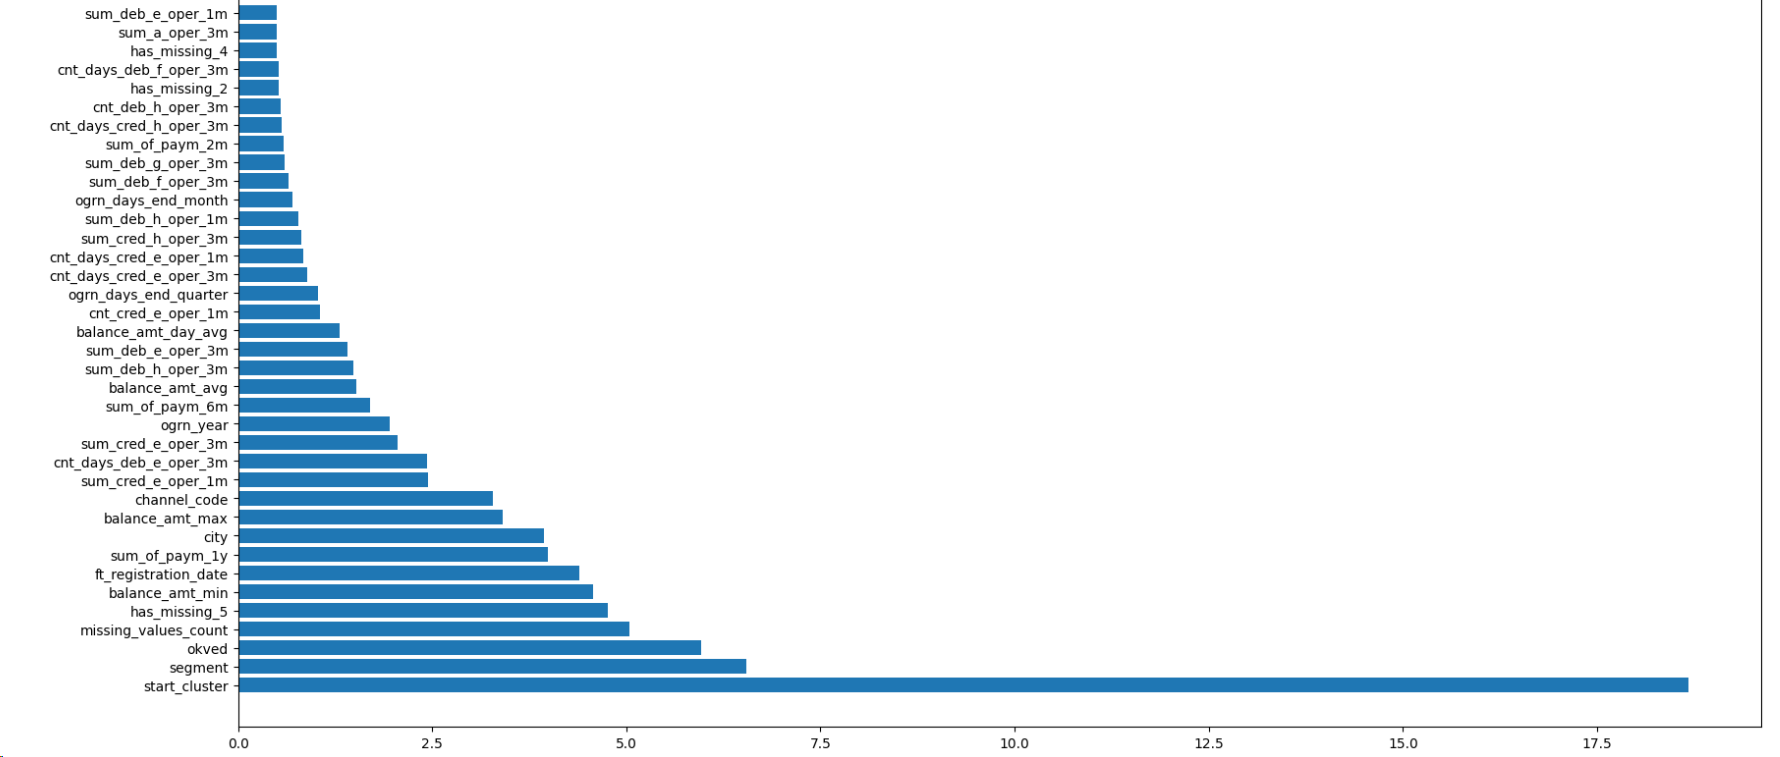 sum_deb_e_oper_1m
sum_a_oper_3m
has_missing_4
cnt_days_deb_f_oper_3m
has_missing_2
cnt_deb_h_oper_3m
cnt_days_cred_h_oper_3m
sum_of_paym_2m
sum_deb_g_oper_3m
sum_deb_f_oper_3m
ogrn_days_end_month
sum_deb_h_oper_1m
sum_cred_h_oper_3m
cnt_days_cred_e_oper_1m
cnt_days_cred_e_oper_3m
ogrn_days_end_quarter
cnt_cred_e_oper_1m
balance_amt_day_avg
sum_deb_e_oper_3m
sum_deb_h_oper_3m
balance_amt_avg
sum_of_paym_6m
ogrn_year
sum_cred_e_oper_3m
cnt_days_deb_e_oper_3m
sum_cred_e_oper_1m
channel_code
balance_amt_max
city
sum_of_paym_1y
ft_registration_date
balance_amt_min
has_missing_5
missing_values_count
okved
segment
start_cluster
0.0 2.5 5.0 7.5 10.0 12.5 15.0 17.5